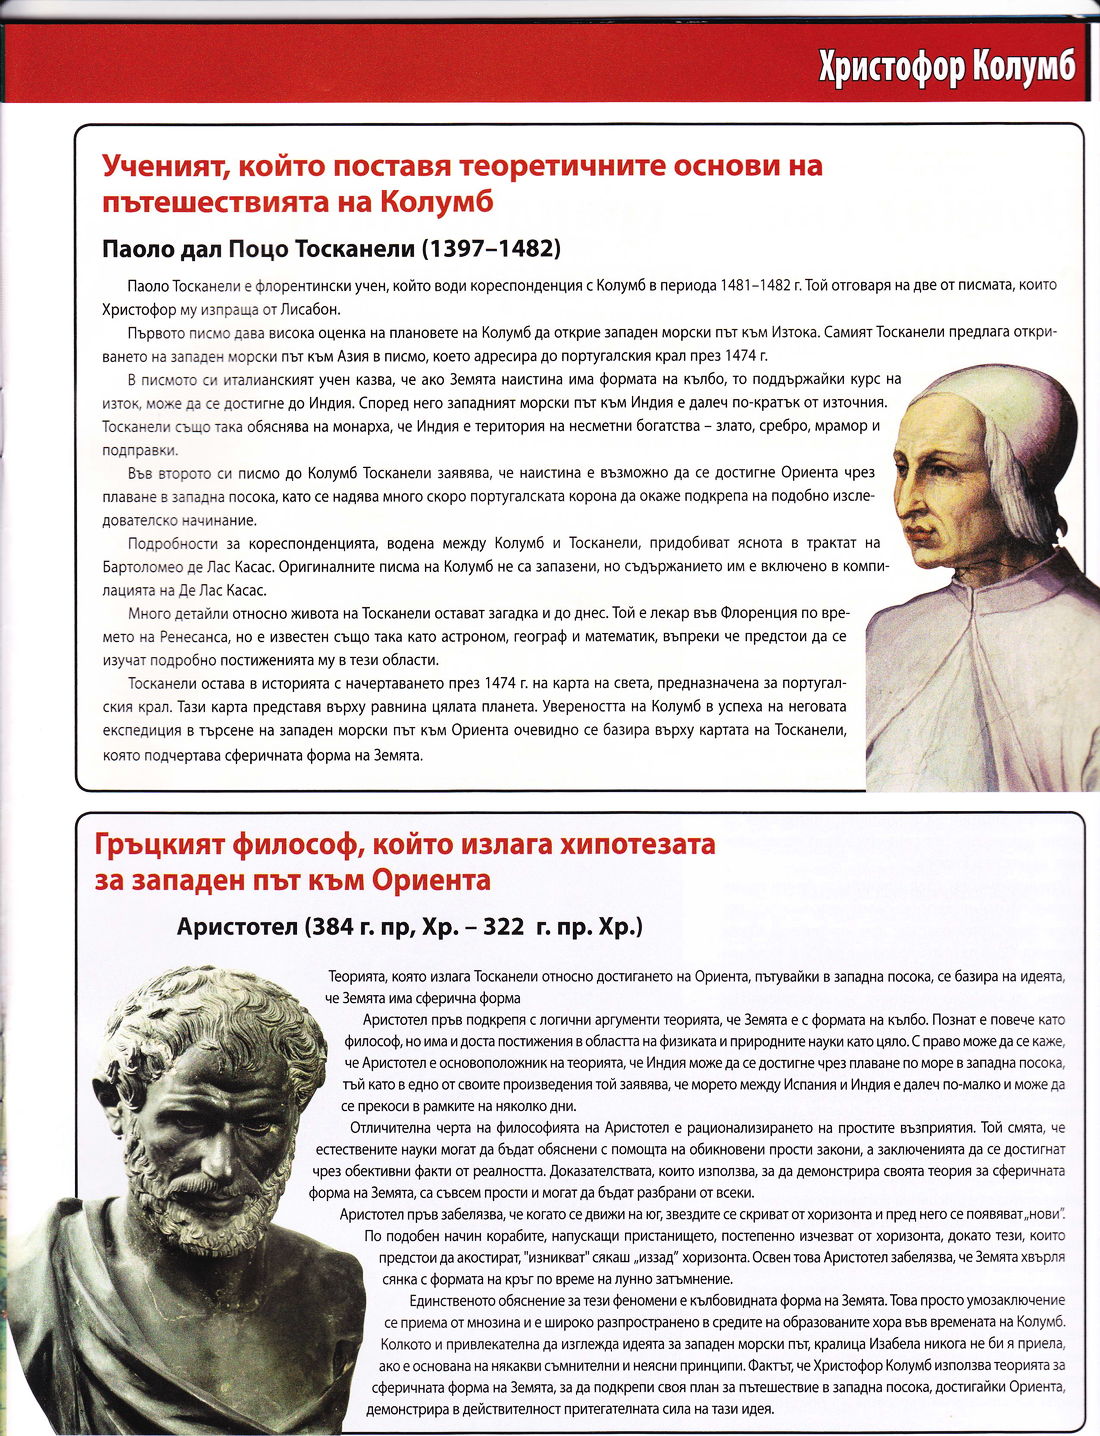 Христофор Колумб
Ученият, който поставя теоретичните основи на
пътешествията на Колумб
Паоло дал Поцо Тосканели (1397–1482)
Паоло Тосканели е флорентински учен, който води кореспонденция с Колумб в периода 1481–1482 г. Той отговаря на две от писмата, които
Христофор му изпраща от Лисабон.
Първото писмо дава висока оценка на плановете на Колумб да открие западен морски път към Изтока. Самият Тосканели предлага откри-
ването на западен морски път към Азия в писмо, което адресира до португалския крал през 1474 г.
В писмото си италианският учен казва, че ако Земята наистина има формата на кълбо, то поддържайки курс на
изток, може да се достигне до Индия. Според него западният морски път към Индия е далеч по-кратък от източния.
Тосканели също така обяснява на монарха, че Индия е територия на несметни богатства – злато, сребро, мрамор и
подправки.
Във второто си писмо до Колумб Тосканели заявява, че наистина е възможно да се достигне Ориента чрез
плаване в западна посока, като се надява много скоро португалската корона да окаже подкрепа на подобно изсле-
дователско начинание.
Подробности за кореспонденцията, водена между Колумб и Тосканели, придобиват яснота в трактат на
Бартоломео де Лас Касас. Оригиналните писма на Колумб не са запазени, но съдържанието им е включено в компи-
лацията на Де Лас Касас.
Много детайли относно живота на Тосканели остават загадка и до днес. Той е лекар във Флоренция по вре-
мето на Ренесанса, но е известен също така като астроном, географ и математик, въпреки че предстои да се
изучат подробно постиженията му в тези области.
Тосканели остава в историята с начертаването през 1474 г. на карта на света, предназначена за португал-
ския крал. Тази карта представя върху равнина цялата планета. Увереността на Колумб в успеха на неговата
експедиция в търсене на западен морски път към Ориента очевидно се базира върху картата на Тосканели,
която подчертава сферичната форма на Земята.
Гръцкият философ, който излага хипотезата
за западен път към Ориента
Аристотел (384 г. пр, Хр. – 322 г. пр. Хр.)
Теорията, която излага Тосканели относно достигането на Ориента, пътувайки в западна посока, се базира на идеята,
че Земята има сферична форма
Аристотел пръв подкрепя с логични аргументи теорията, че Земята е с формата на кълбо. Познат е повече като
философ, но има и доста постижения в областта на физиката и природните науки като цяло. С право може да се каже,
че Аристотел е основоположник на теорията, че Индия може да се достигне чрез плаване по море в западна посока,
тъй като в едно от своите произведения той заявява, че морето между Испания и Индия е далеч по-малко и може да
се прекоси в рамките на няколко дни.
Отличителна черта на философията на Аристотел е рационализирането на простите възприятия. Той смята, че
естествените науки могат да бъдат обяснени с помощта на обикновени прости закони, а заключенията да се достигнат
чрез обективни факти от реалността. Доказателствата, които използва, за да демонстрира своята теория за сферичната
форма на Земята, са съвсем прости и могат да бъдат разбрани от всеки.
Аристотел пръв забелязва, че когато се движи на юг, звездите се скриват от хоризонта и пред него се появяват „нови".
По подобен начин корабите, напускащи пристанището, постепенно изчезват от хоризонта, докато тези, които
предстои да акостират, "изникват" сякаш „иззад" хоризонта. Освен това Аристотел забелязва, че Земята хвърля
сянка с формата на кръг по време на лунно затъмнение.
Единственото обяснение за тези феномени е кълбовидната форма на Земята. Това просто умозаключение
се приема от мнозина и е широко разпространено в средите на образованите хора във времената на Колумб.
Колкото и привлекателна да изглежда идеята за западен морски път, кралица Изабела никога не би я приела,
ако е основана на някакви съмнителни и неясни принципи. Фактът, че Христофор Колумб използва теорията за
сферичната форма на Земята, за да подкрепи своя план за пътешествие в западна посока, достигайки Ориента,
демонстрира в действителност притегателната сила на тази идея.